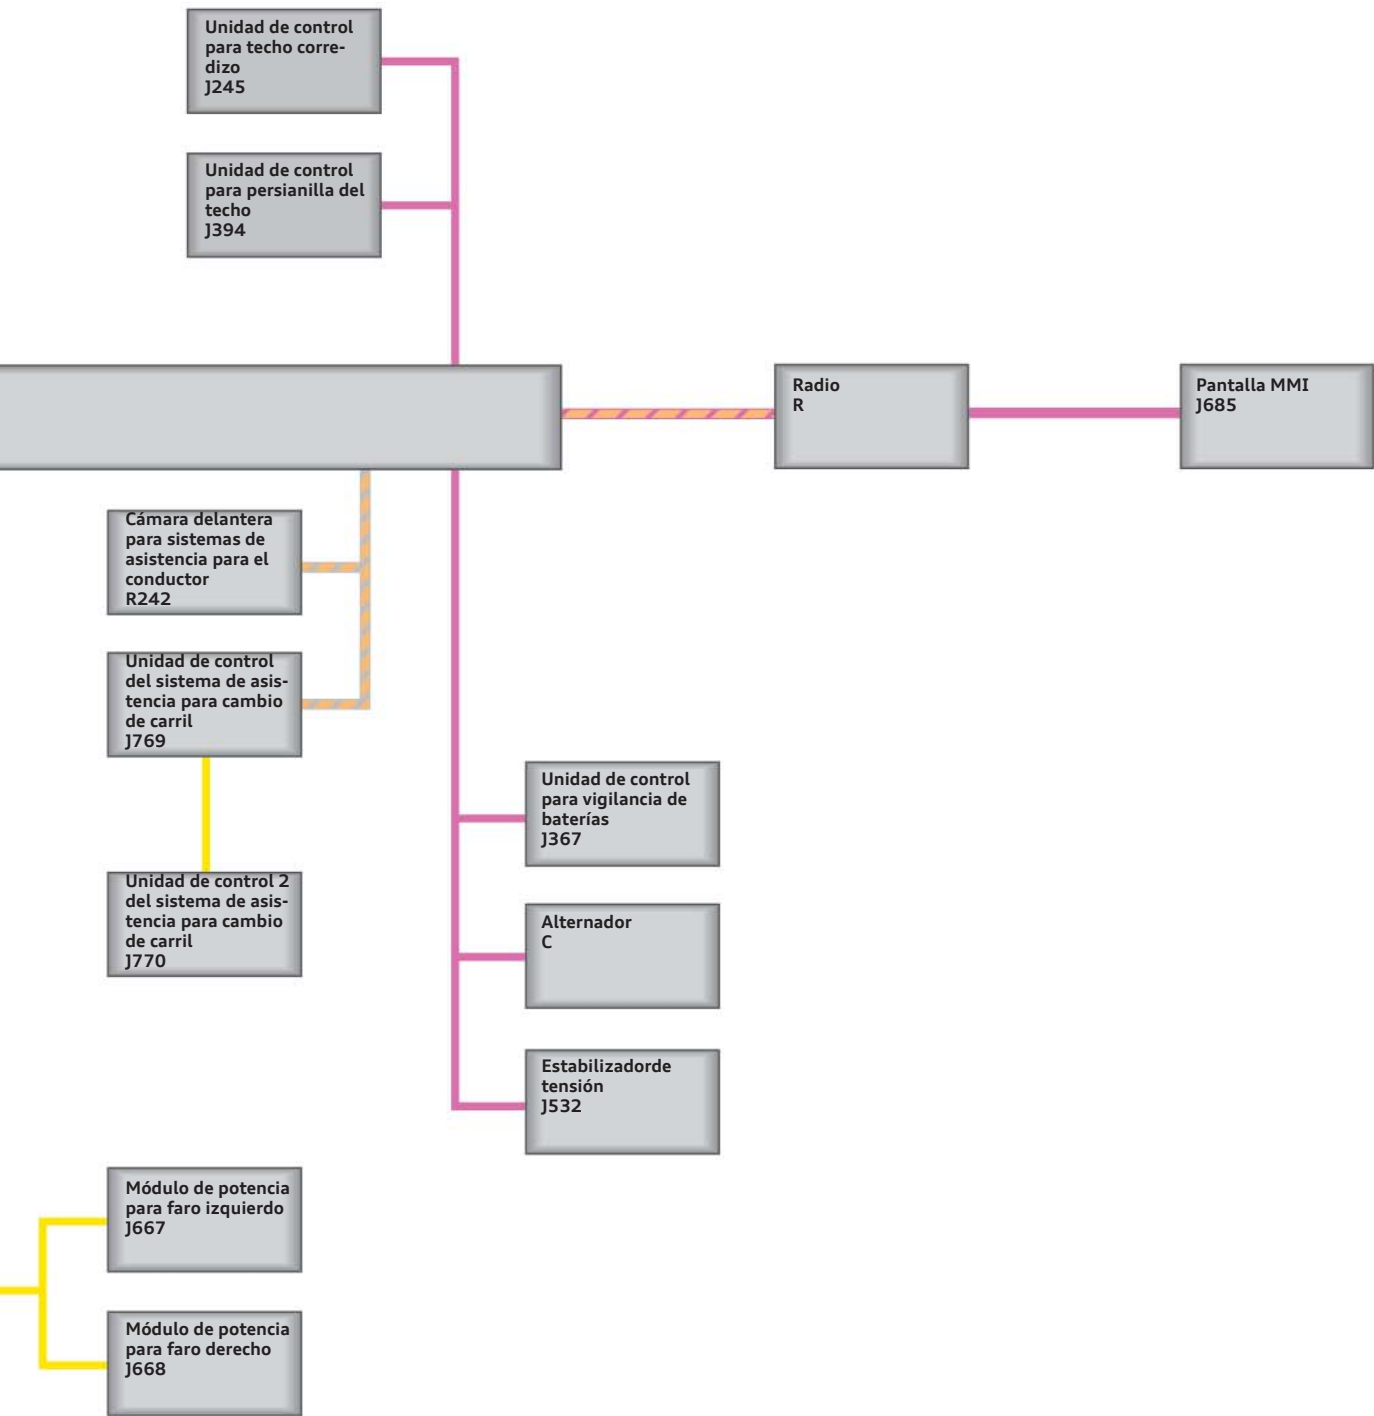 Unidad de control
para techo corre-
dizo
J245
Unidad de control
para persianilla del
techo
J394
Radio
R
Pantalla MMI
J685
Cámara delantera
para sistemas de
asistencia para el
conductor
R242
Unidad de control
del sistema de asis-
tencia para cambio
de carril
J769
Unidad de control
para vigilancia de
baterías
J367
Unidad de control 2
del sistema de asis-
tencia para cambio
de carril
J770
Alternador
C
Estabilizadorde
tensión
J532
Módulo de potencia
para faro izquierdo
J667
Módulo de potencia
para faro derecho
J668